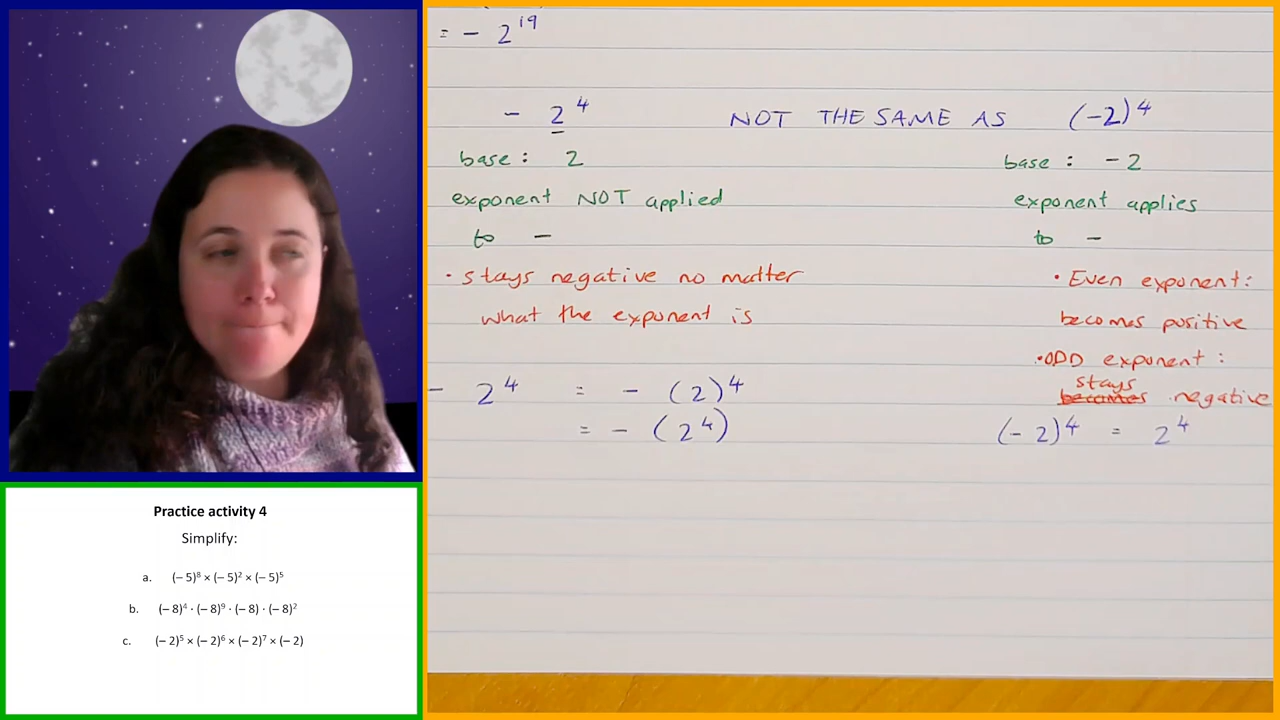 = - 2¹⁹
- 2⁴ NOT THE SAME AS (-2)⁴
base : 2
exponent NOT applied
to -
• stays negative no matter
what the exponent is
base : -2
exponent applies
to -
• Even exponent:
becomes positive
• ODD exponent :
stays
becomes negative
- 2⁴ = - (2)⁴
= - (2⁴)
(- 2)⁴ = 2⁴
Practice activity 4
Simplify:
a. (– 5)⁸ × (– 5)² × (– 5)⁵
b. (– 8)⁴ · (– 8)⁹ · (– 8) · (– 8)²
c. (– 2)⁵ × (– 2)⁶ × (– 2)⁷ × (– 2)